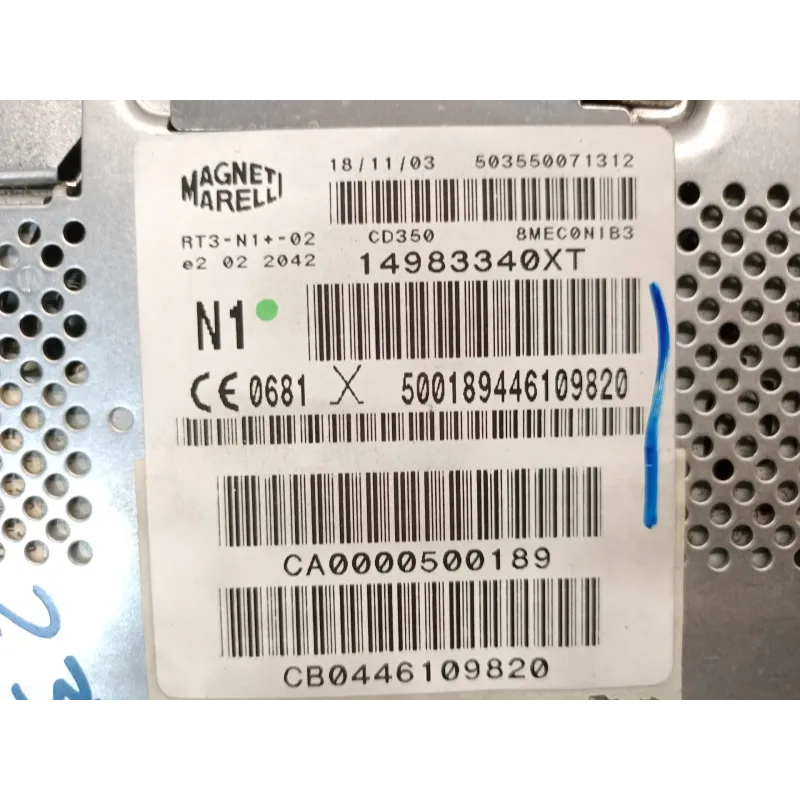 MAGNETI MARELLI
18/11/03 503550071312
RT3-N1+-02 CD350 8MEC0NIB3
e2 02 2042 14983340XT
N1
CE 0681 X 500189446109820
CA0000500189
CB0446109820